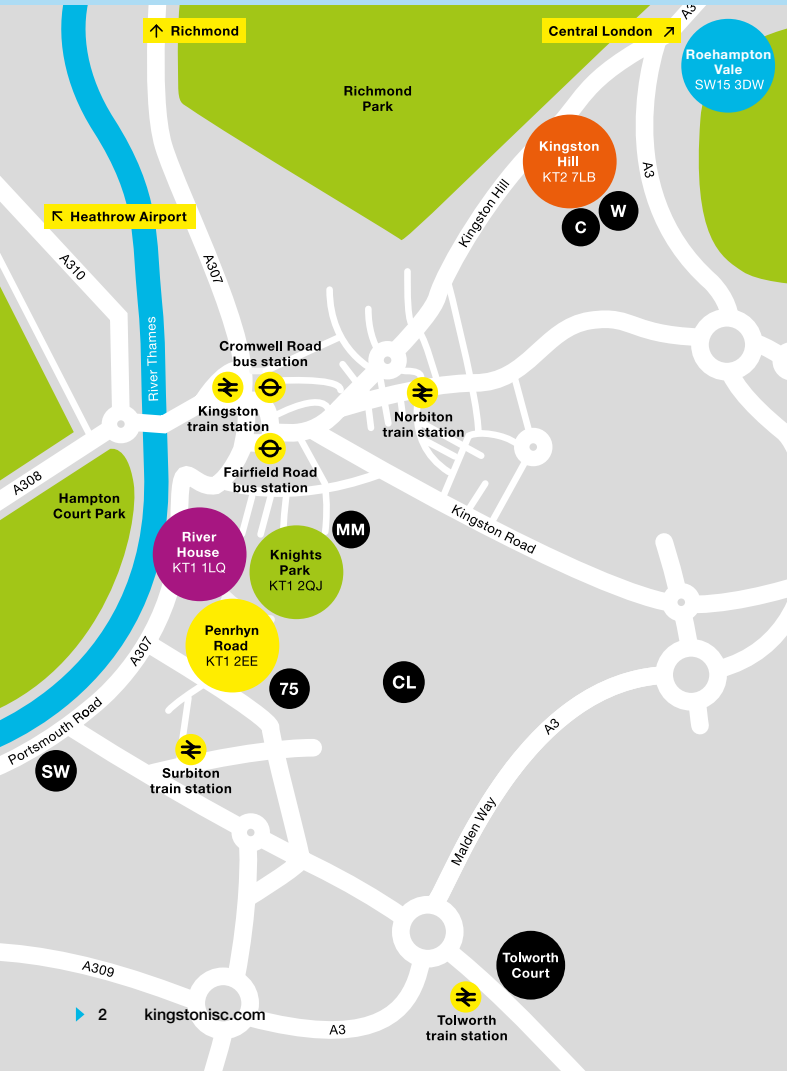 A3
Richmond
Central London
Roehampton
Vale
SW15 3DW
Richmond
Park
Kingston
Hill
KT2 7LB
A3
W
C
Kingston Hill
Heathrow Airport
A310
A307
River Thames
Cromwell Road
bus station
Kingston
train station
Norbiton
train station
Fairfield Road
bus station
A308
Hampton
Court Park
Kingston Road
MM
River
House
KT1 1LQ
Knights
Park
KT1 2QJ
Penrhyn
Road
KT1 2EE
A307
75
CL
Portsmouth Road
A3
SW
Surbiton
train station
Malden Way
Tolworth
Court
A309
2
kingstonisc.com
A3
Tolworth
train station